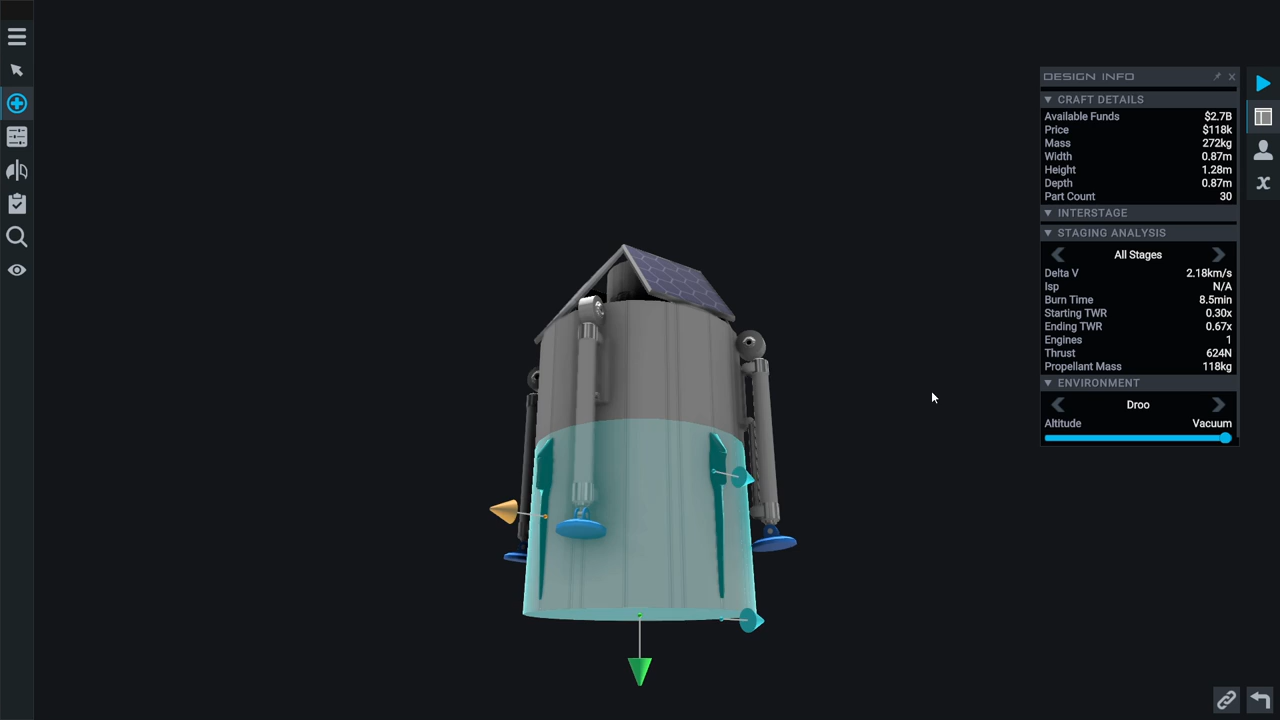 DESIGN INFO
CRAFT DETAILS
Available Funds $2.7B
Price $118k
Mass 272kg
Width 0.87m
Height 1.28m
Depth 0.87m
Part Count 30
INTERSTAGE
STAGING ANALYSIS
All Stages
Delta V 2.18km/s
Isp N/A
Burn Time 8.5min
Starting TWR 0.30x
Ending TWR 0.67x
Engines 1
Thrust 624N
Propellant Mass 118kg
ENVIRONMENT
Droo
Altitude Vacuum